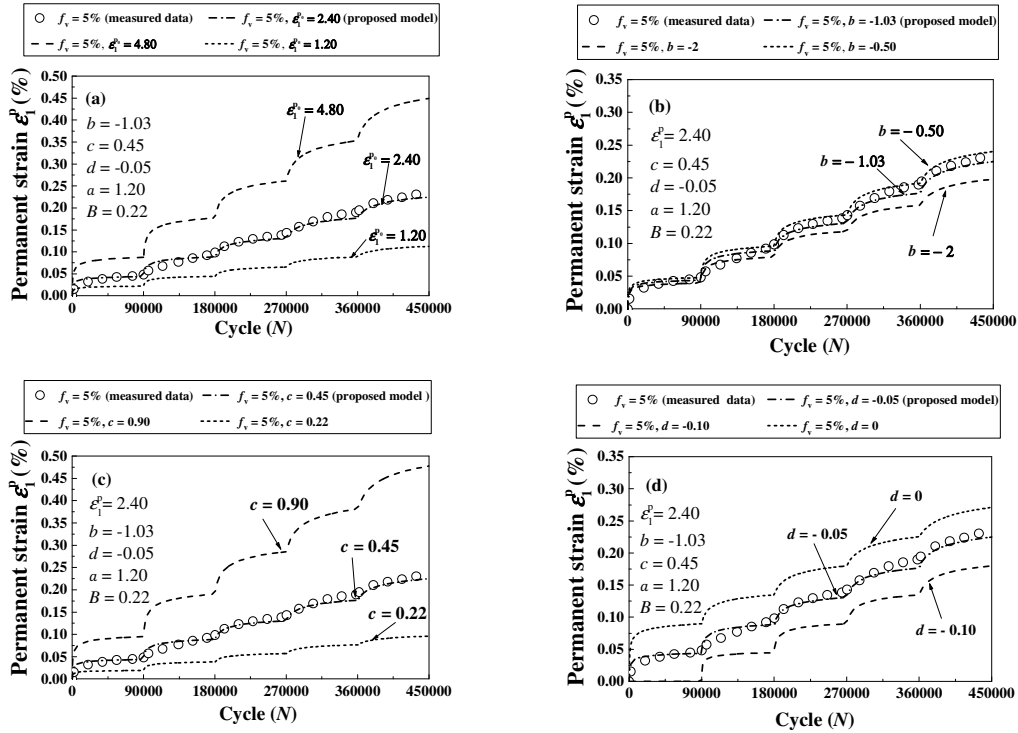 f_v = 5% (measured data)
f_v = 5%, ε₁^p₀ = 2.40 (proposed model)
f_v = 5%, ε₁^p₀ = 4.80
f_v = 5%, ε₁^p₀ = 1.20
Permanent strain ε₁^p (%)
0.50
0.45
0.40
0.35
0.30
0.25
0.20
0.15
0.10
0.05
0.00
(a)
b = -1.03
c = 0.45
d = -0.05
a = 1.20
B = 0.22
ε₁^p₀ = 4.80
ε₁^p₀ = 2.40
ε₁^p₀ = 1.20
0 90000 180000 270000 360000 450000
Cycle (N)
f_v = 5% (measured data)
f_v = 5%, b = -1.03 (proposed model)
f_v = 5%, b = -2
f_v = 5%, b = -0.50
Permanent strain ε₁^p (%)
0.35
0.30
0.25
0.20
0.15
0.10
0.05
0.00
(b)
ε₁^p = 2.40
c = 0.45
d = -0.05
a = 1.20
B = 0.22
b = − 0.50
b = − 1.03
b = − 2
0 90000 180000 270000 360000 450000
Cycle (N)
f_v = 5% (measured data)
f_v = 5%, c = 0.45 (proposed model )
f_v = 5%, c = 0.90
f_v = 5%, c = 0.22
Permanent strain ε₁^p (%)
0.50
0.45
0.40
0.35
0.30
0.25
0.20
0.15
0.10
0.05
0.00
(c)
ε₁^p = 2.40
b = -1.03
d = -0.05
a = 1.20
B = 0.22
c = 0.90
c = 0.45
c = 0.22
0 90000 180000 270000 360000 450000
Cycle (N)
f_v = 5% (measured data)
f_v = 5%, d = -0.05 (proposed model)
f_v = 5%, d = -0.10
f_v = 5%, d = 0
Permanent strain ε₁^p (%)
0.35
0.30
0.25
0.20
0.15
0.10
0.05
0.00
(d)
ε₁^p = 2.40
b = -1.03
c = 0.45
a = 1.20
B = 0.22
d = 0
d = - 0.05
d = - 0.10
0 90000 180000 270000 360000 450000
Cycle (N)